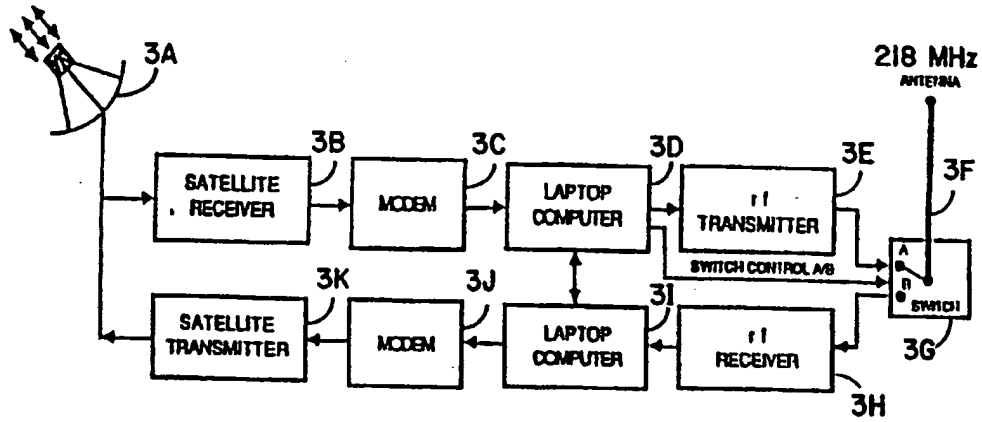 3A
218 MHz
ANTENNA
3B
3C
3D
3E
3F
SATELLITE
RECEIVER
MODEM
LAPTOP
COMPUTER
rf
TRANSMITTER
A
SWITCH CONTROL A/B
B
SWITCH
3K
3J
3I
3G
SATELLITE
TRANSMITTER
MODEM
LAPTOP
COMPUTER
rf
RECEIVER
3H